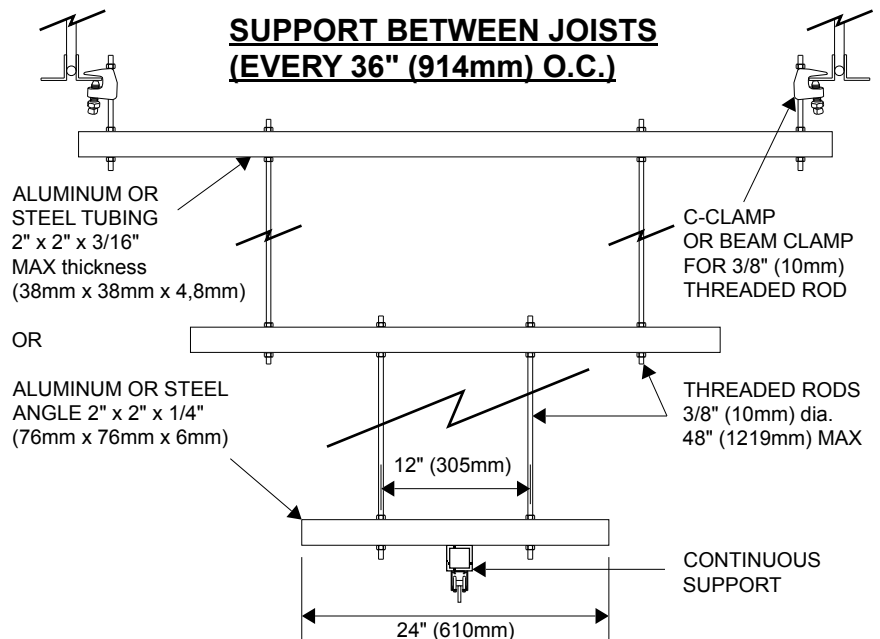 SUPPORT BETWEEN JOISTS
(EVERY 36" (914mm) O.C.)
ALUMINUM OR
STEEL TUBING
2" x 2" x 3/16"
MAX thickness
(38mm x 38mm x 4,8mm)
C-CLAMP
OR BEAM CLAMP
FOR 3/8" (10mm)
THREADED ROD
OR
ALUMINUM OR STEEL
ANGLE 2" x 2" x 1/4"
(76mm x 76mm x 6mm)
THREADED RODS
3/8" (10mm) dia.
48" (1219mm) MAX
12" (305mm)
CONTINUOUS
SUPPORT
24" (610mm)